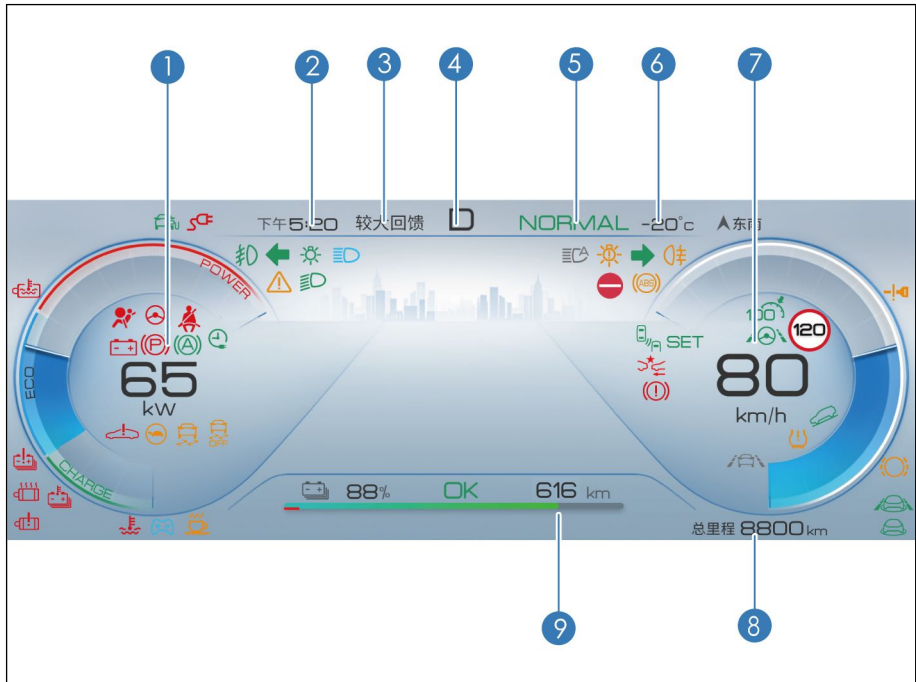 1 2 3 4 5 6 7
下午5:20 较大回馈 D NORMAL -20°c 东南
POWER
A
ABS
100
120
P A
SET
65
80
kW
km/h
ECO
OFF
CHARGE
88% OK 616 km
总里程 8800 km
9 8